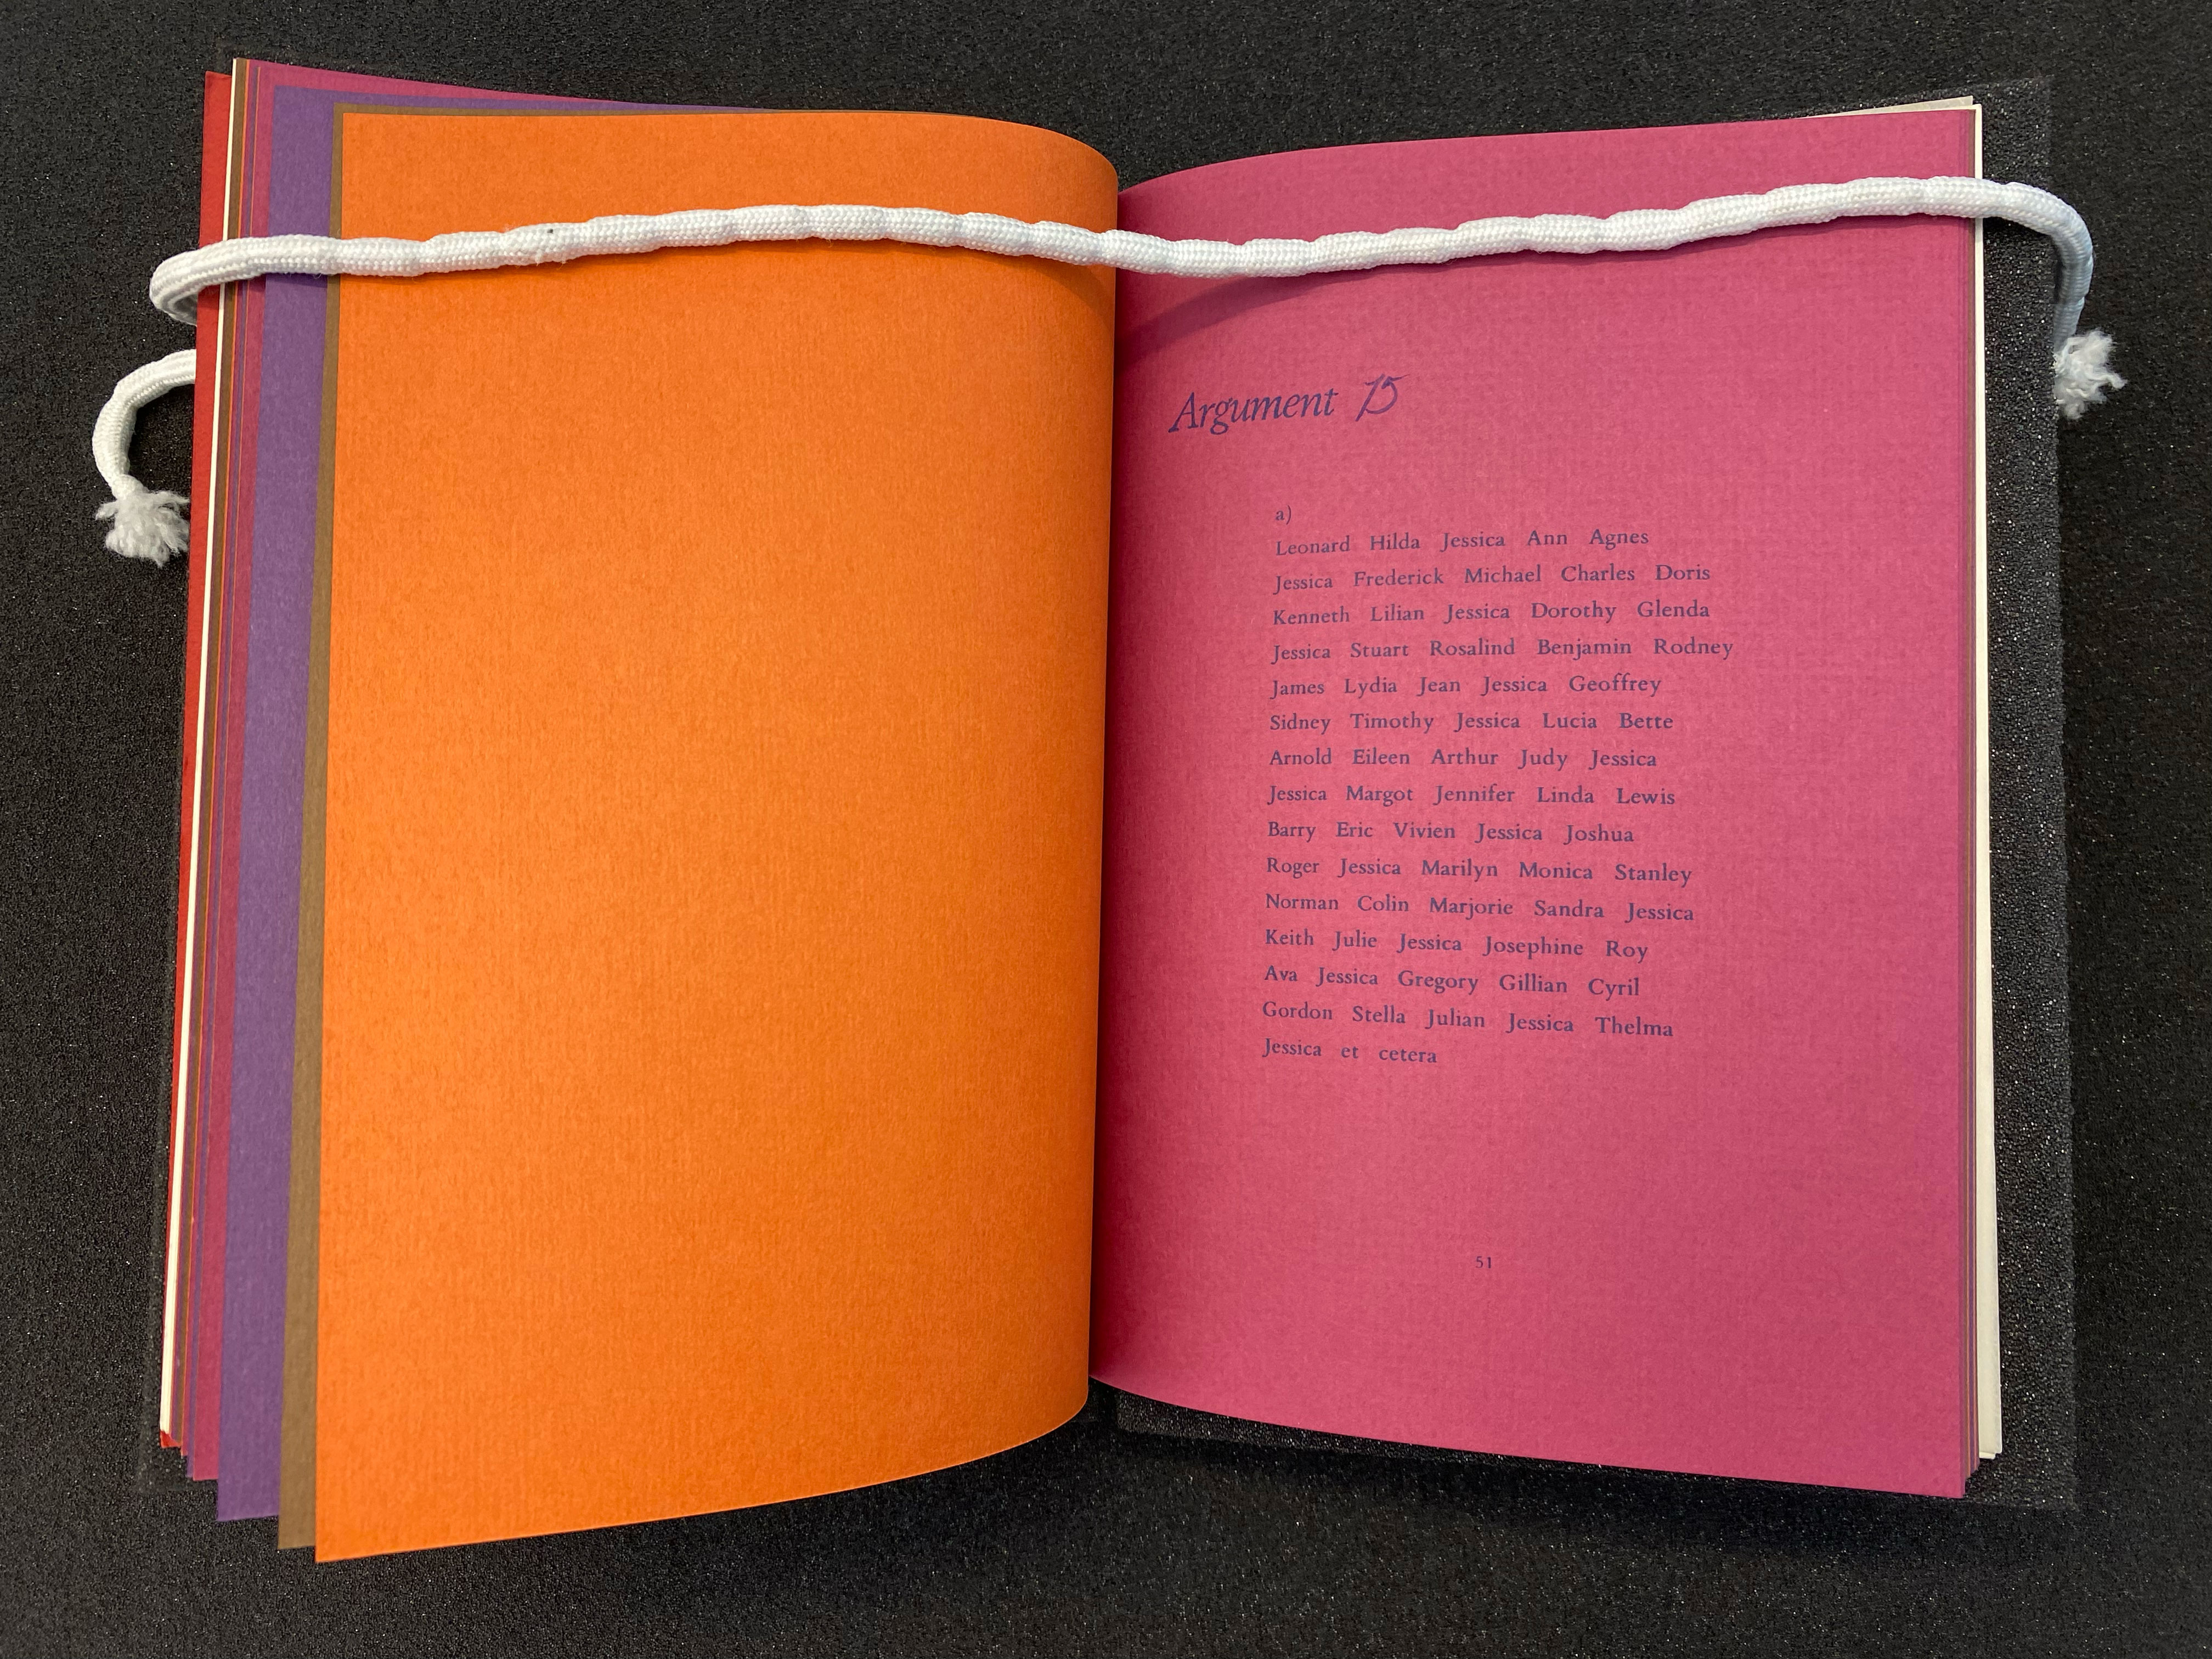 Argument 15
a)
Leonard Hilda Jessica Ann Agnes
Jessica Frederick Michael Charles Doris
Kenneth Lilian Jessica Dorothy Glenda
Jessica Stuart Rosalind Benjamin Rodney
James Lydia Jean Jessica Geoffrey
Sidney Timothy Jessica Lucia Bette
Arnold Eileen Arthur Judy Jessica
Jessica Margot Jennifer Linda Lewis
Barry Eric Vivien Jessica Joshua
Roger Jessica Marilyn Monica Stanley
Norman Colin Marjorie Sandra Jessica
Keith Julie Jessica Josephine Roy
Ava Jessica Gregory Gillian Cyril
Gordon Stella Julian Jessica Thelma
Jessica et cetera
51